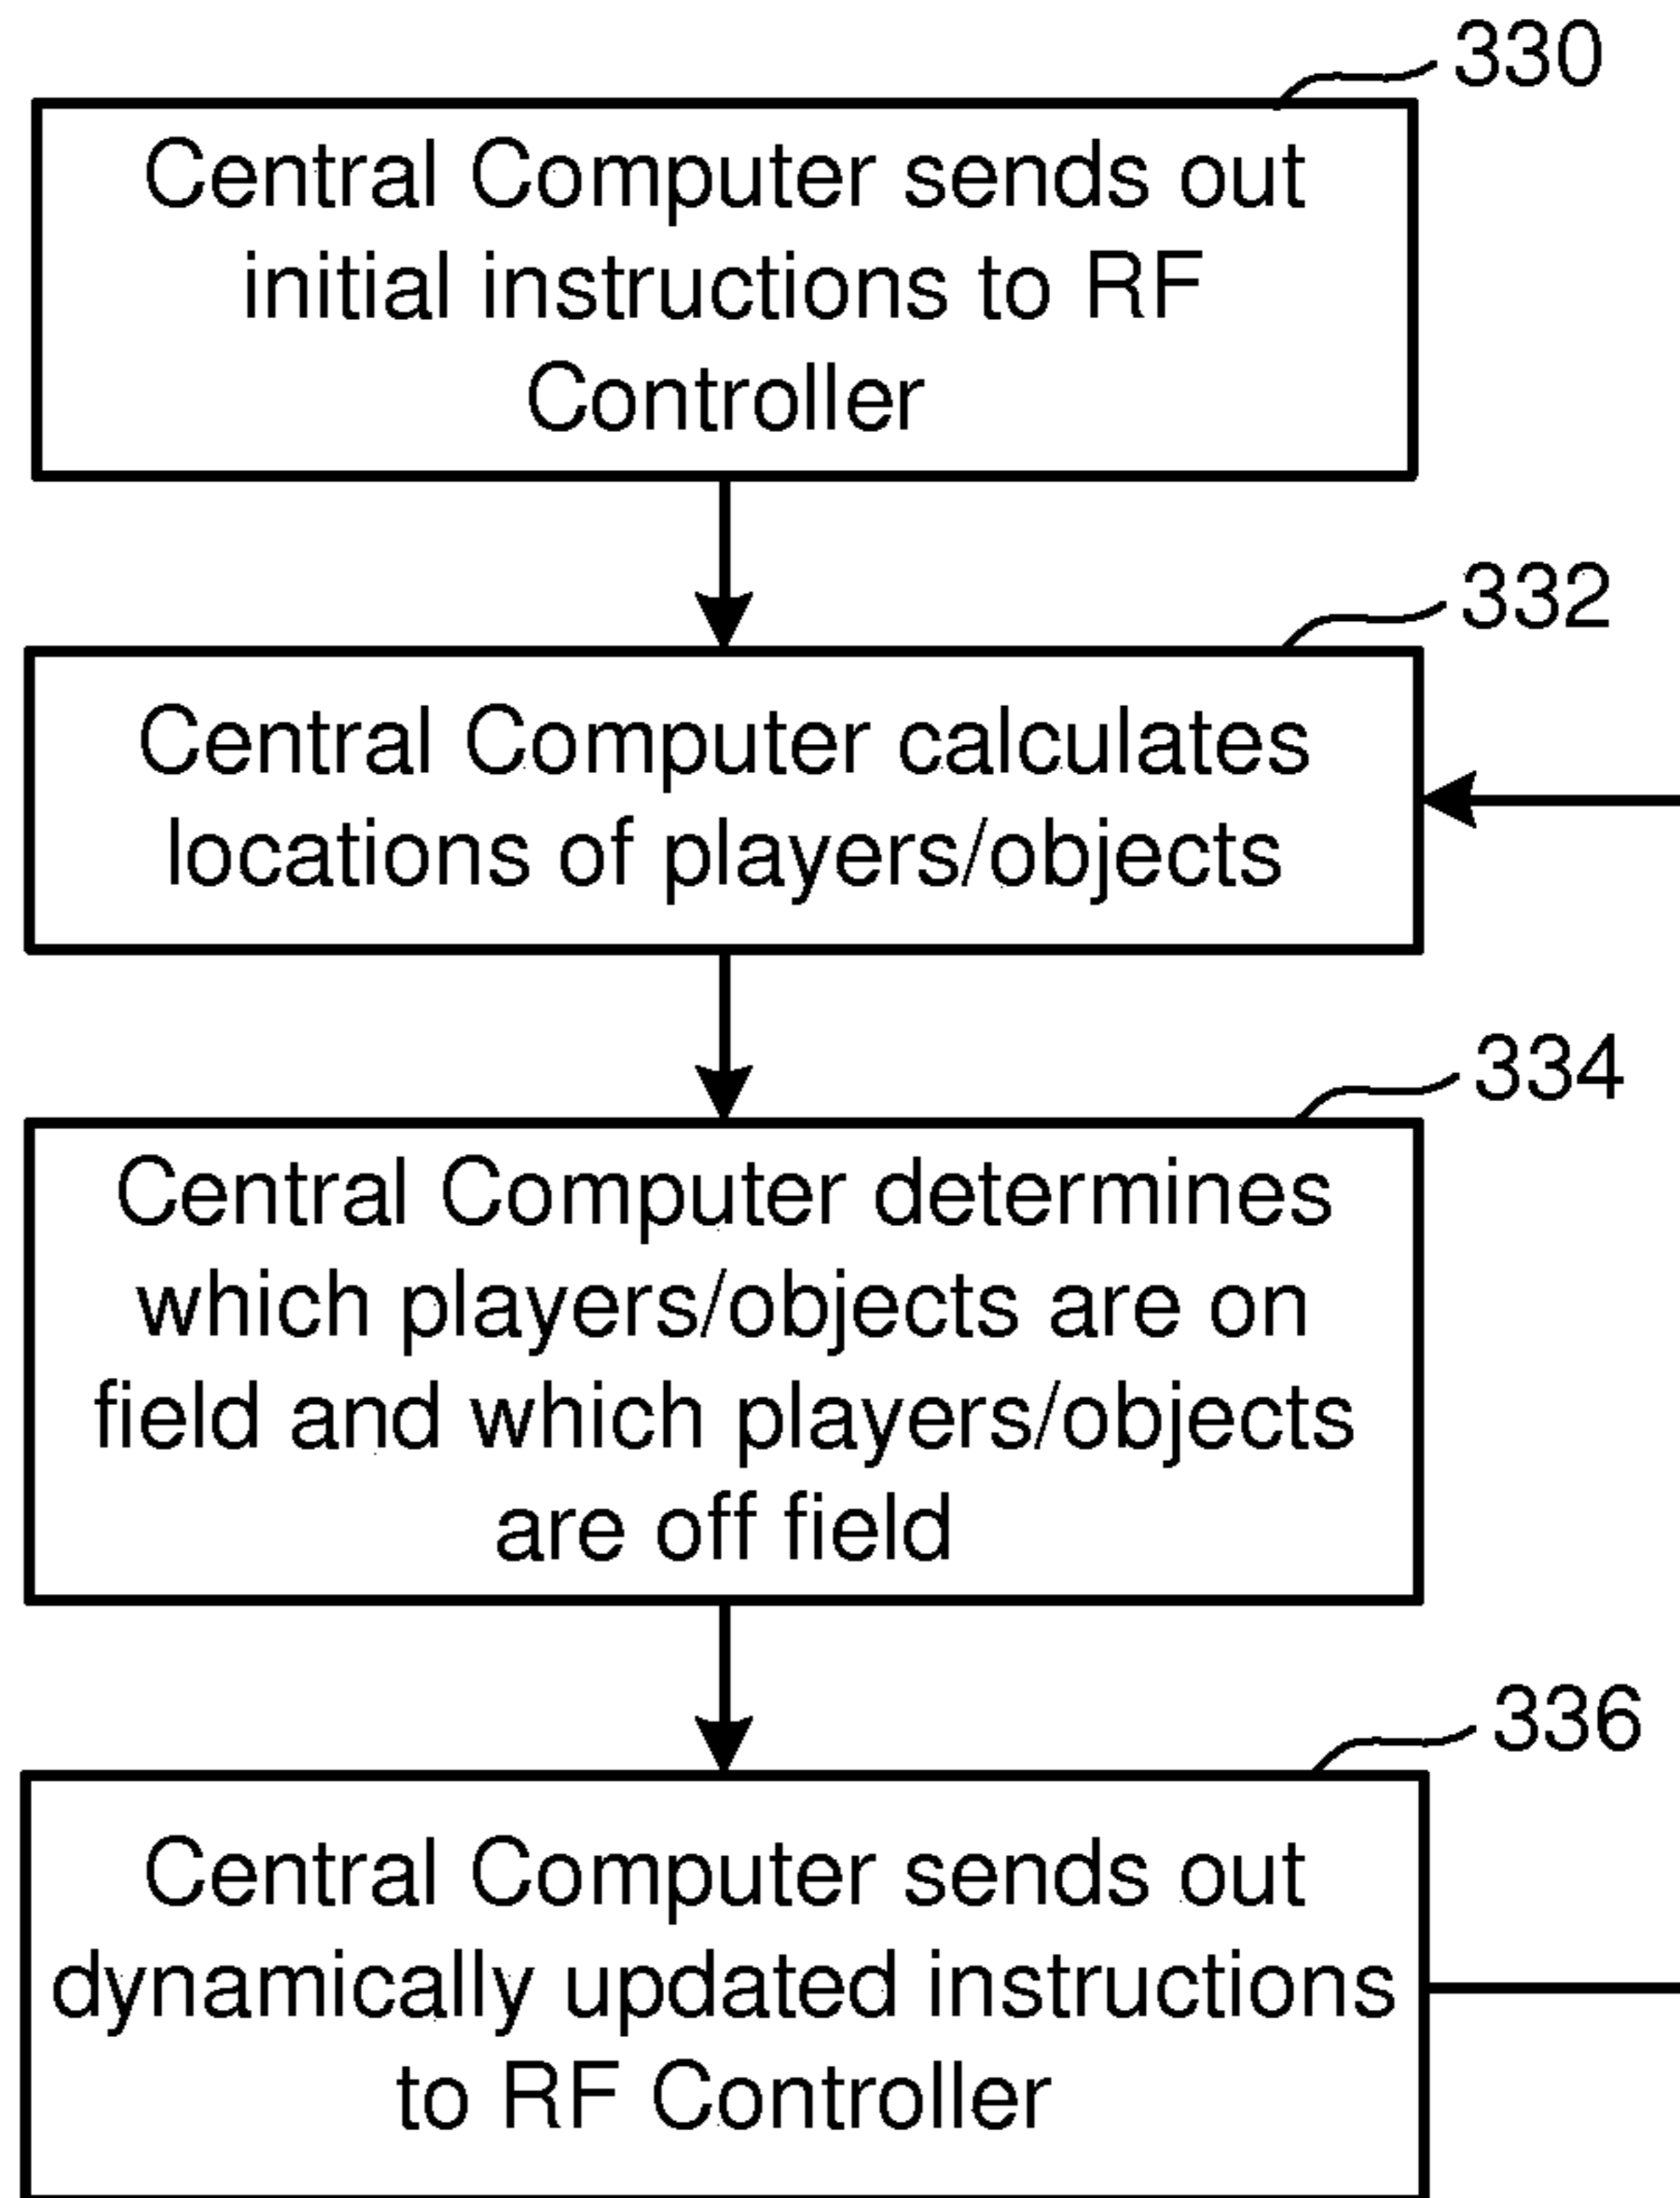 330
Central Computer sends out
initial instructions to RF
Controller
332
Central Computer calculates
locations of players/objects
334
Central Computer determines
which players/objects are on
field and which players/objects
are off field
336
Central Computer sends out
dynamically updated instructions
to RF Controller